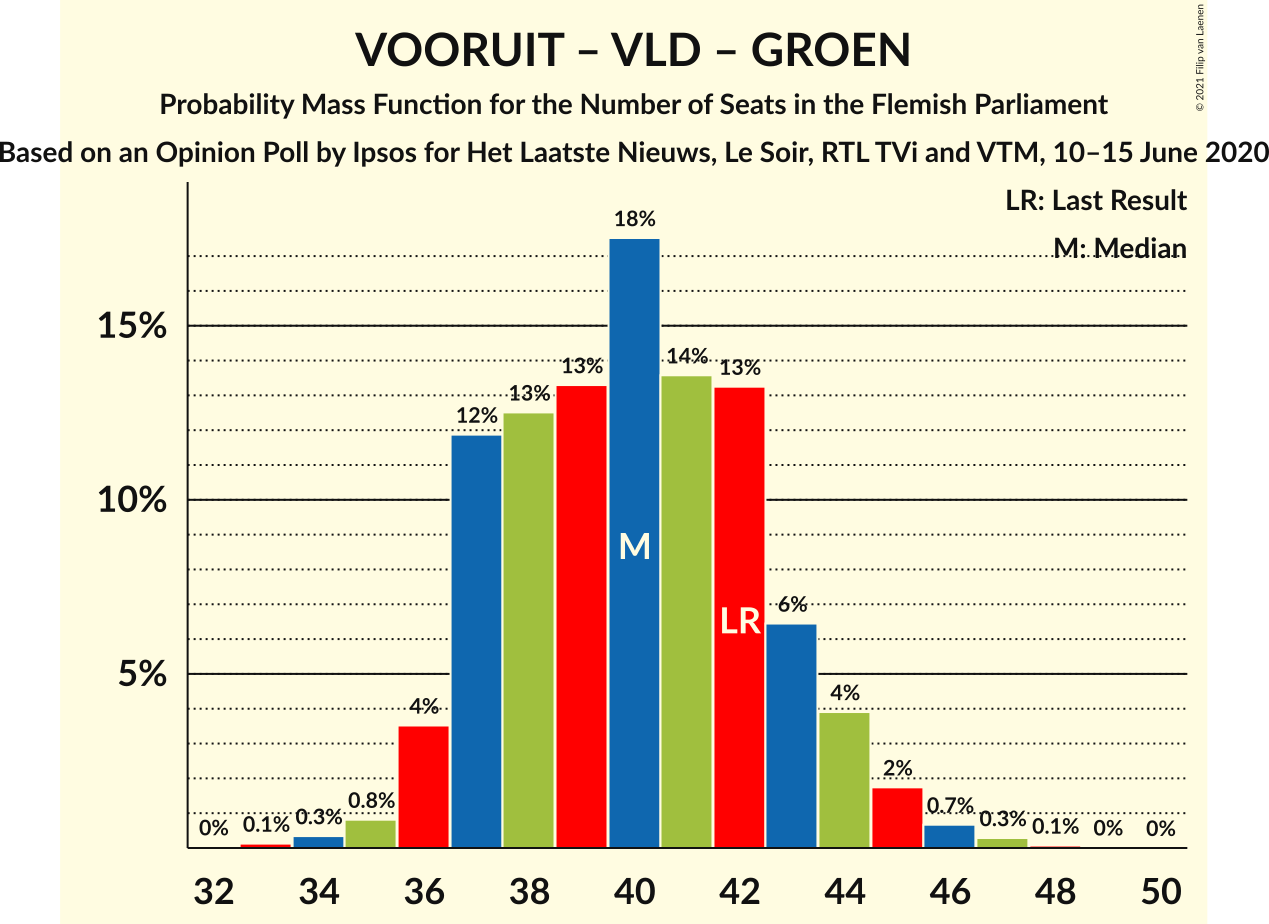 VOORUIT – VLD – GROEN
Probability Mass Function for the Number of Seats in the Flemish Parliament
Based on an Opinion Poll by Ipsos for Het Laatste Nieuws, Le Soir, RTL TVi and VTM, 10–15 June 2020
© 2021 Filip van Laenen
LR: Last Result
M: Median
15%
10%
5%
0% 0.1% 0.3% 0.8% 4% 12% 13% 13% 18% 14% 13% 6% 4% 2% 0.7% 0.3% 0.1% 0% 0%
M
LR
32 34 36 38 40 42 44 46 48 50